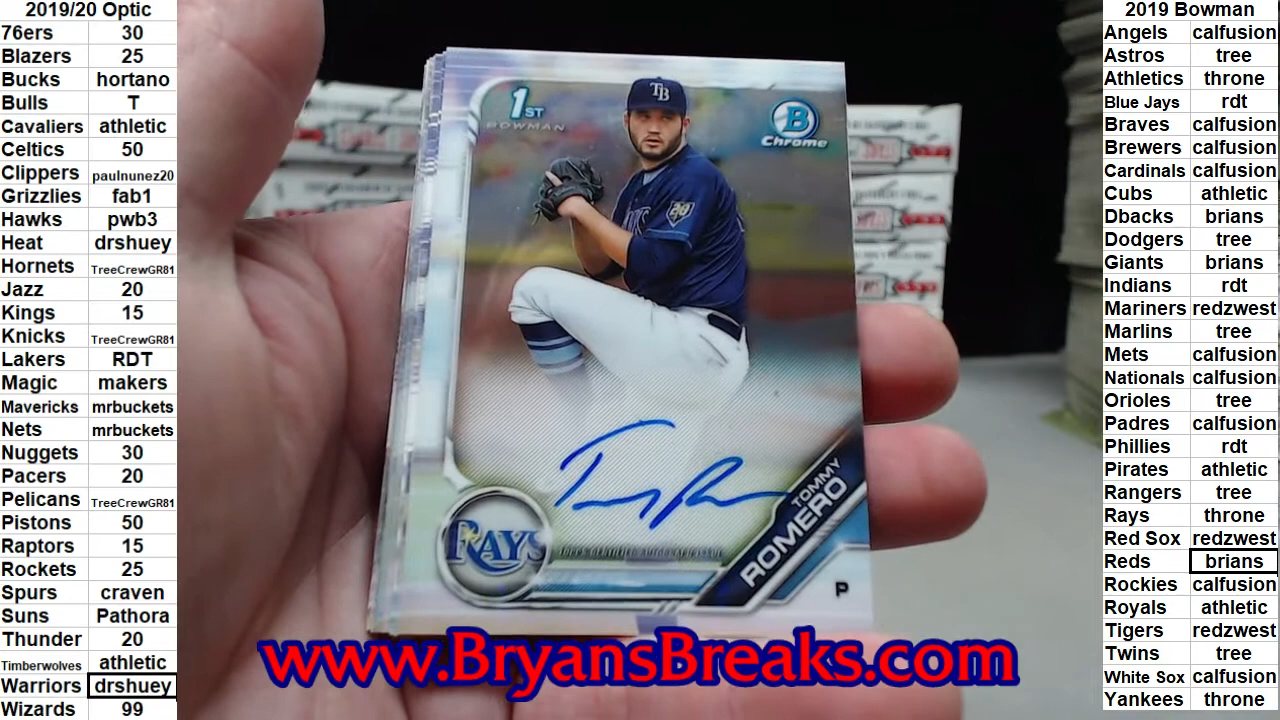 2019/20 Optic
76ers 30
Blazers 25
Bucks hortano
Bulls T
Cavaliers athletic
Celtics 50
Clippers paulnunez20
Grizzlies fab1
Hawks pwb3
Heat drshuey
Hornets TreeCrewGR81
Jazz 20
Kings 15
Knicks TreeCrewGR81
Lakers RDT
Magic makers
Mavericks mrbuckets
Nets mrbuckets
Nuggets 30
Pacers 20
Pelicans TreeCrewGR81
Pistons 50
Raptors 15
Rockets 25
Spurs craven
Suns Pathora
Thunder 20
Timberwolves athletic
Warriors drshuey
Wizards 99
1ST
BOWMAN
TB
B
Chrome
20
Tommy Romero
RAYS
TOMMY
ROMERO
P
www.BryansBreaks.com
2019 Bowman
Angels calfusion
Astros tree
Athletics throne
Blue Jays rdt
Braves calfusion
Brewers calfusion
Cardinals calfusion
Cubs athletic
Dbacks brians
Dodgers tree
Giants brians
Indians rdt
Mariners redzwest
Marlins tree
Mets calfusion
Nationals calfusion
Orioles tree
Padres calfusion
Phillies rdt
Pirates athletic
Rangers tree
Rays throne
Red Sox redzwest
Reds brians
Rockies calfusion
Royals athletic
Tigers redzwest
Twins tree
White Sox calfusion
Yankees throne